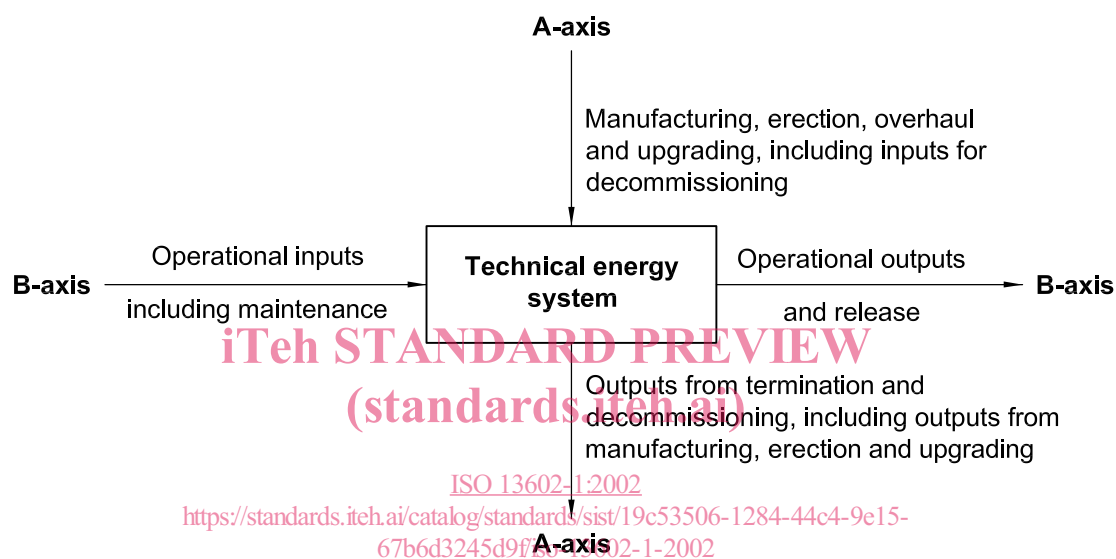 A-axis
Manufacturing, erection, overhaul
and upgrading, including inputs for
decommissioning
Operational inputs
including maintenance
B-axis
Technical energy
system
Operational outputs
and release
B-axis
iTeh STANDARD PREVIEW
(standards.iteh.ai)
Outputs from termination and
decommissioning, including outputs from
manufacturing, erection and upgrading
ISO 13602-1:2002
https://standards.iteh.ai/catalog/standards/sist/19c53506-1284-44c4-9e15-
67b6d3245d9f/iso-13602-1-2002
A-axis